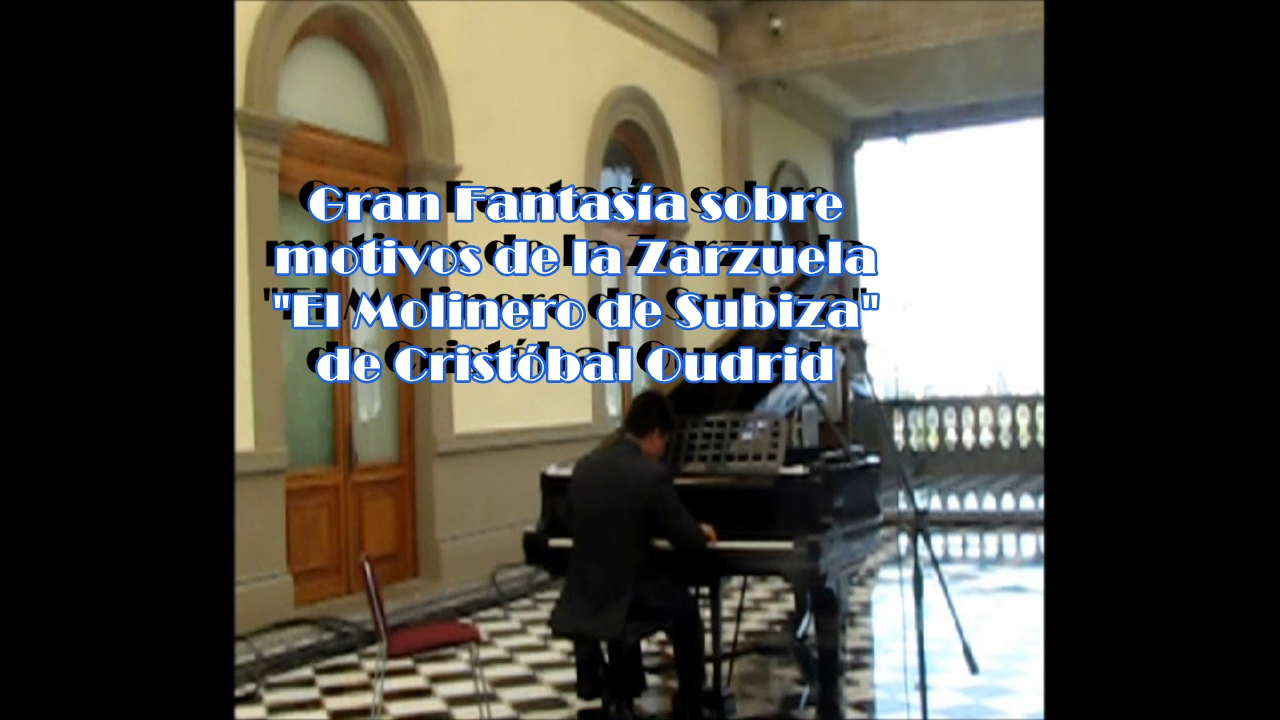 Gran Fantasía sobre
motivos de la Zarzuela
"El Molinero de Subiza"
de Cristóbal Oudrid